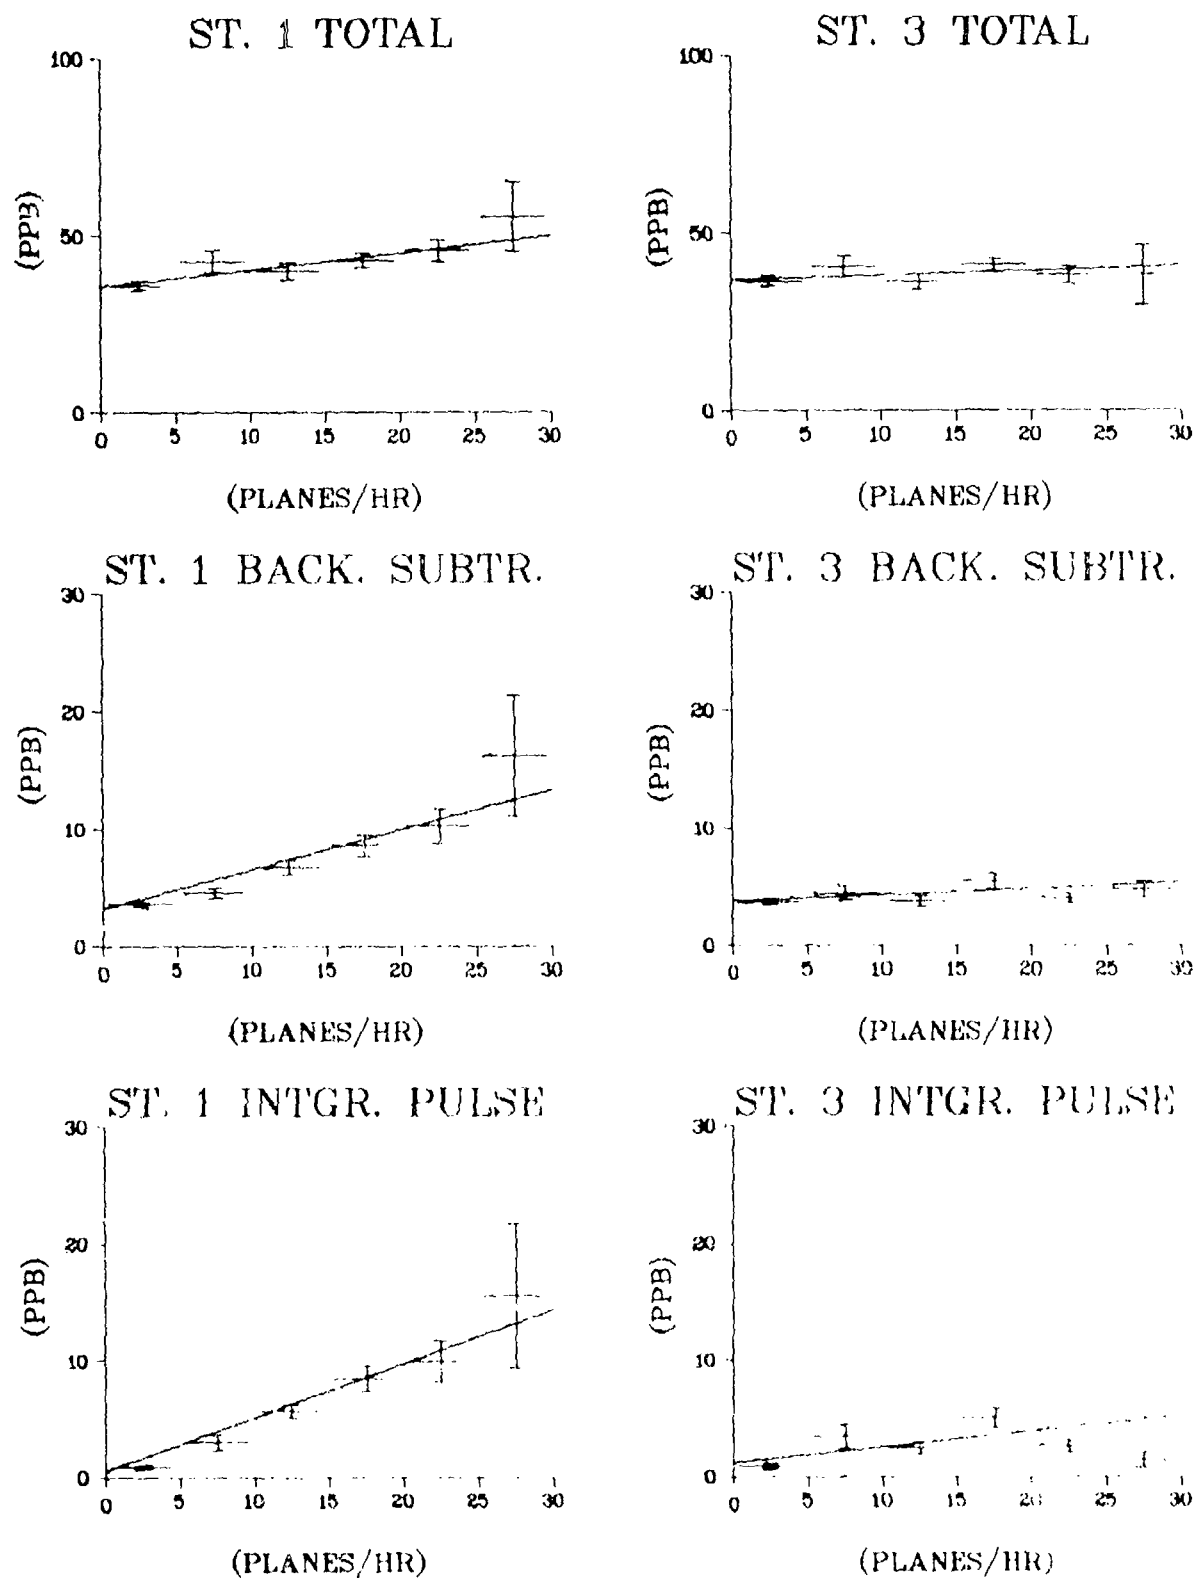 ST. 1 TOTAL
100
50
0
(PPB)
0 5 10 15 20 25 30
(PLANES/HR)
ST. 3 TOTAL
100
50
0
(PPB)
0 5 10 15 20 25 30
(PLANES/HR)
ST. 1 BACK. SUBTR.
30
20
10
0
(PPB)
0 5 10 15 20 25 30
(PLANES/HR)
ST. 3 BACK. SUBTR.
30
20
10
0
(PPB)
0 5 10 15 20 25 30
(PLANES/HR)
ST. 1 INTGR. PULSE
30
20
10
0
(PPB)
0 5 10 15 20 25 30
(PLANES/HR)
ST. 3 INTGR. PULSE
30
20
10
0
(PPB)
0 5 10 15 20 25 30
(PLANES/HR)